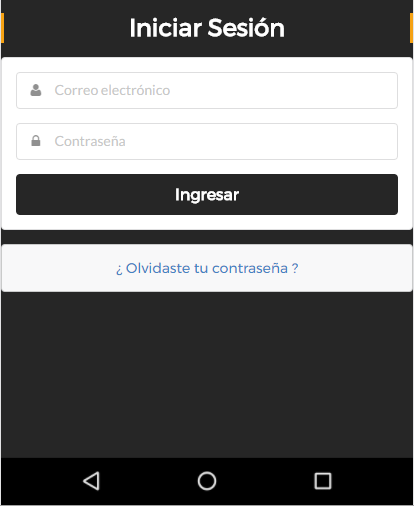 Iniciar Sesión
Correo electrónico
Contraseña
Ingresar
¿ Olvidaste tu contraseña ?